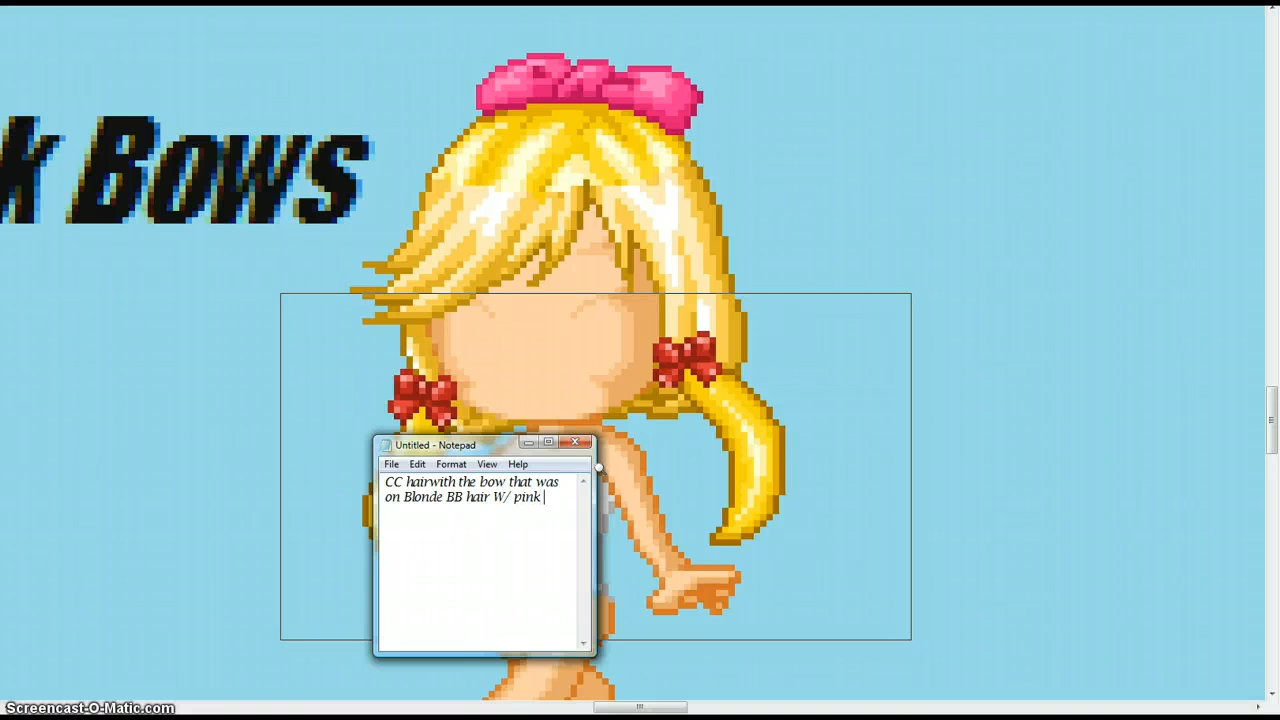 k Bows
Untitled - Notepad
File Edit Format View Help
CC hairwith the bow that was
on Blonde BB hair W/ pink
Screencast-O-Matic.com